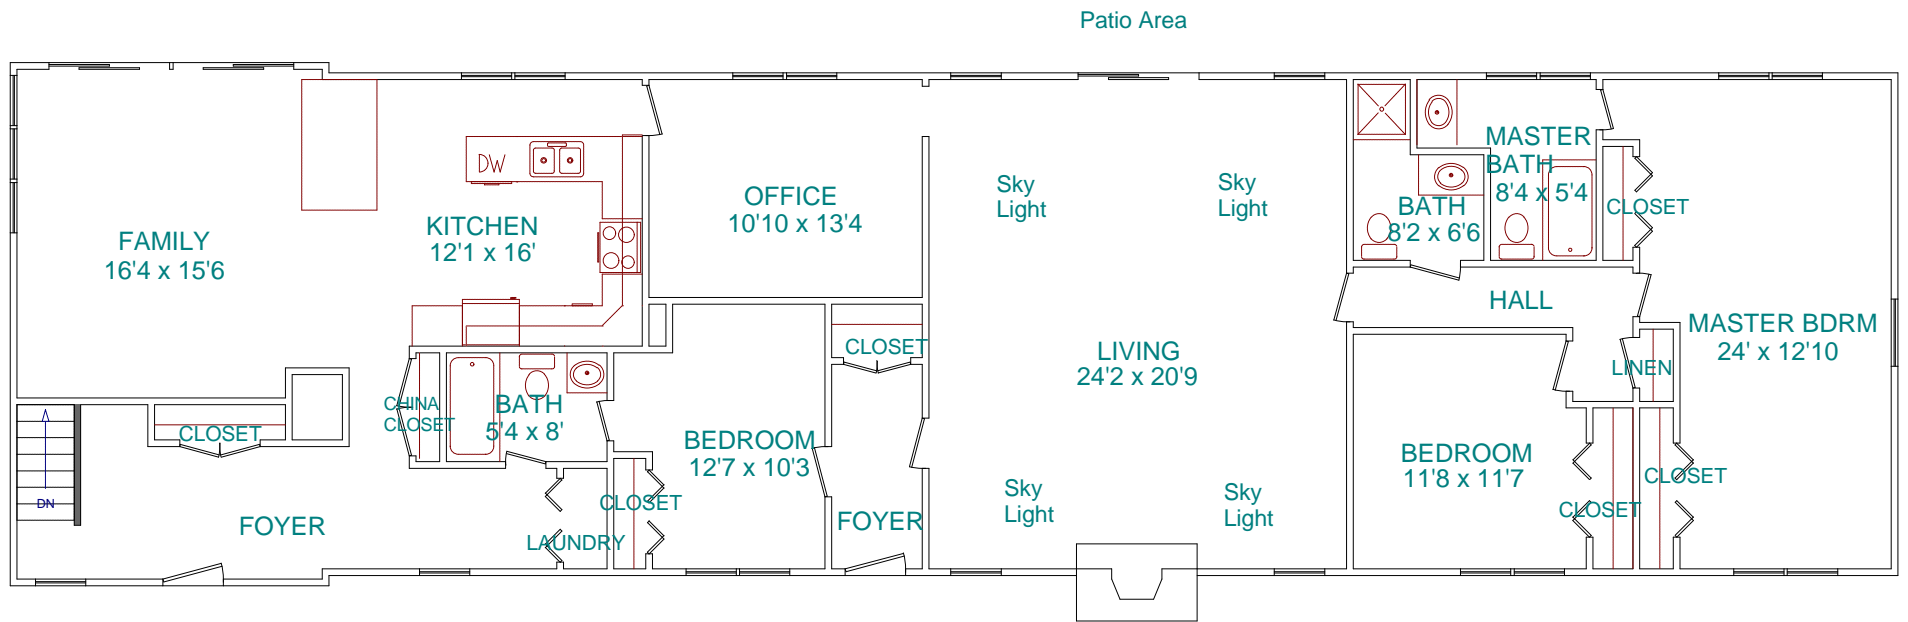 Patio Area
FAMILY
16'4 x 15'6
KITCHEN
12'1 x 16'
DW
OFFICE
10'10 x 13'4
Sky
Light
Sky
Light
LIVING
24'2 x 20'9
Sky
Light
Sky
Light
BATH
8'2 x 6'6
MASTER
BATH
8'4 x 5'4
CLOSET
HALL
MASTER BDRM
24' x 12'10
LINEN
CLOSET
CHINA
CLOSET
BATH
5'4 x 8'
CLOSET
BEDROOM
12'7 x 10'3
BEDROOM
11'8 x 11'7
CLOSET
CLOSET
CLOSET
DN
FOYER
LAUNDRY
FOYER